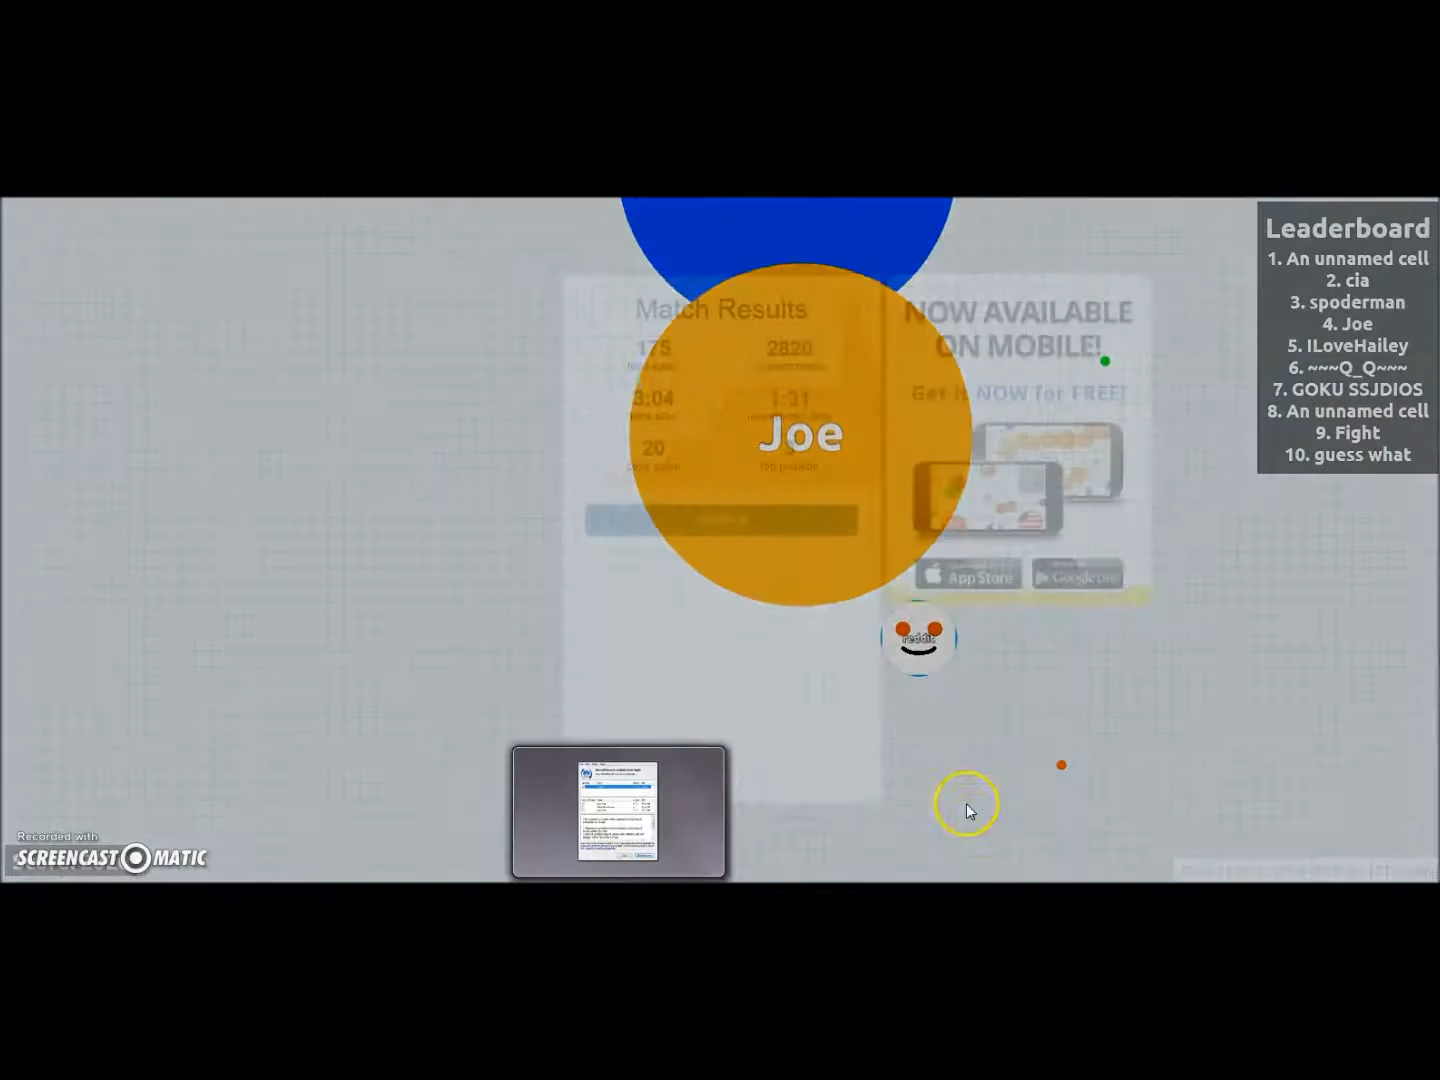 Leaderboard
1. An unnamed cell
2. cia
3. spoderman
4. Joe
5. ILoveHailey
6. ~~~Q_Q~~~
7. GOKU SSJDIOS
8. An unnamed cell
9. Fight
10. guess what
Match Results
175
2820
3:04
1:31
20
NOW AVAILABLE
ON MOBILE!
Get it NOW for FREE!
Joe
App Store
Google play
reddit
Recorded with
SCREENCAST MATIC